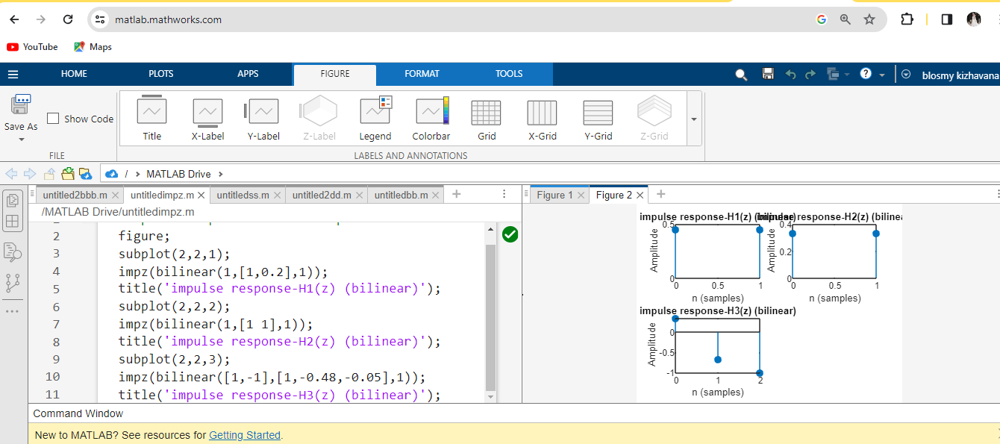 matlab.mathworks.com
YouTube Maps
HOME PLOTS APPS FIGURE FORMAT TOOLS
blosmy kizhavana
Save As
Show Code
FILE
Title X-Label Y-Label Z-Label Legend Colorbar Grid X-Grid Y-Grid Z-Grid
LABELS AND ANNOTATIONS
/ › MATLAB Drive ›
untitled2bbb.m untitledimpz.m untitledss.m untitled2dd.m untitledbb.m
/MATLAB Drive/untitledimpz.m
2 figure;
3 subplot(2,2,1);
4 impz(bilinear(1,[1,0.2],1));
5 title('impulse response-H1(z) (bilinear)');
6 subplot(2,2,2);
7 impz(bilinear(1,[1 1],1));
8 title('impulse response-H2(z) (bilinear)');
9 subplot(2,2,3);
10 impz(bilinear([1,-1],[1,-0.48,-0.05],1));
11 title('impulse response-H3(z) (bilinear)');
Figure 1 Figure 2
impulse response-H1(z)
0.5
0
Amplitude
0 0.5 1
n (samples)
response-H2(z) (bilinea
0.4
0.2
0
Amplitude
0 0.5 1
n (samples)
impulse response-H3(z) (bilinear)
0
-0.5
-1
Amplitude
0 1 2
n (samples)
Command Window
New to MATLAB? See resources for Getting Started.